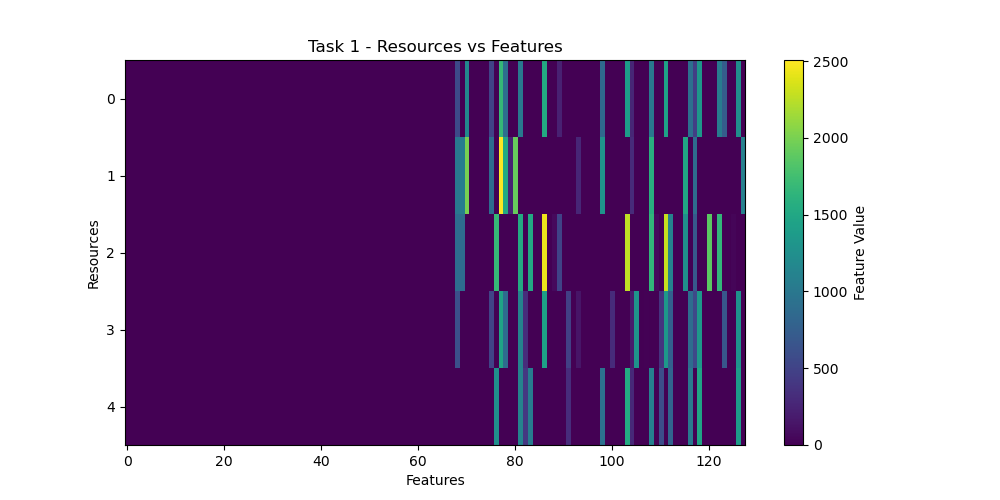 Task 1 - Resources vs Features
Resources
0
1
2
3
4
0 20 40 60 80 100 120
Features
2500
2000
1500
1000
500
0
Feature Value